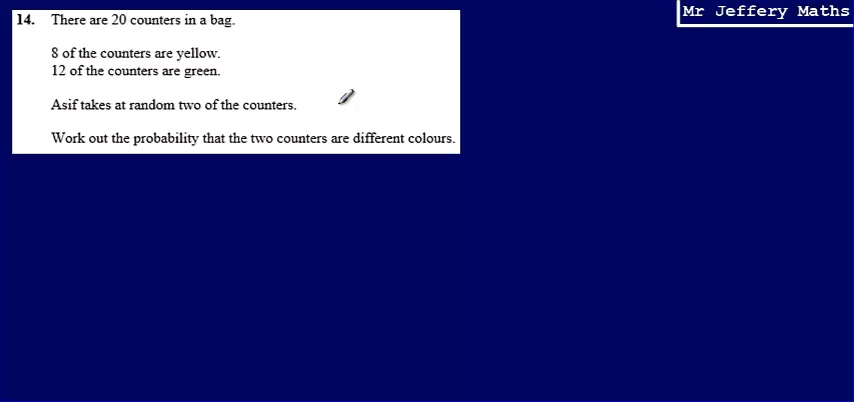 Mr Jeffery Maths
14. There are 20 counters in a bag.
8 of the counters are yellow.
12 of the counters are green.
Asif takes at random two of the counters.
Work out the probability that the two counters are different colours.